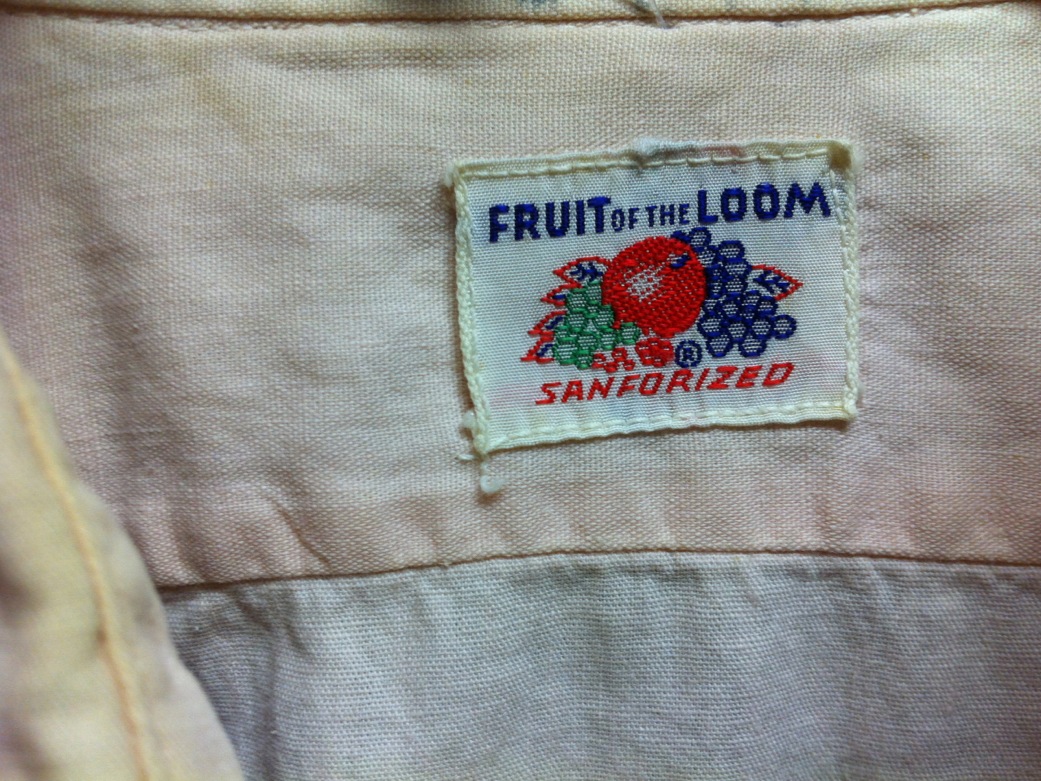 FRUIT OF THE LOOM
®
SANFORIZED